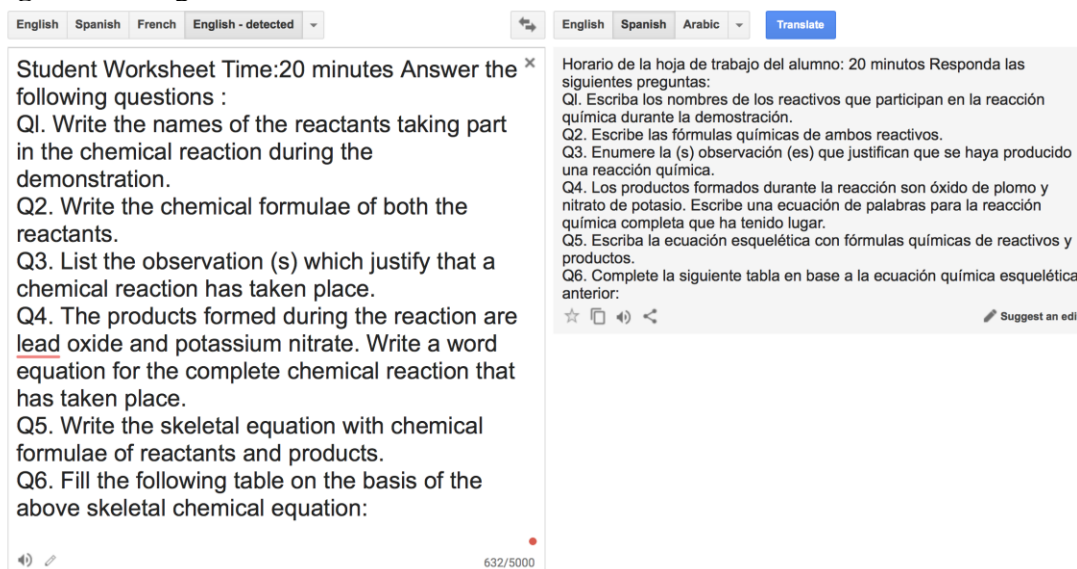 English Spanish French English - detected
English Spanish Arabic Translate
Student Worksheet Time:20 minutes Answer the
following questions :
Ql. Write the names of the reactants taking part
in the chemical reaction during the
demonstration.
Q2. Write the chemical formulae of both the
reactants.
Q3. List the observation (s) which justify that a
chemical reaction has taken place.
Q4. The products formed during the reaction are
lead oxide and potassium nitrate. Write a word
equation for the complete chemical reaction that
has taken place.
Q5. Write the skeletal equation with chemical
formulae of reactants and products.
Q6. Fill the following table on the basis of the
above skeletal chemical equation:
632/5000
Horario de la hoja de trabajo del alumno: 20 minutos Responda las
siguientes preguntas:
Ql. Escriba los nombres de los reactivos que participan en la reacción
química durante la demostración.
Q2. Escribe las fórmulas químicas de ambos reactivos.
Q3. Enumere la (s) observación (es) que justifican que se haya producido
una reacción química.
Q4. Los productos formados durante la reacción son óxido de plomo y
nitrato de potasio. Escribe una ecuación de palabras para la reacción
química completa que ha tenido lugar.
Q5. Escriba la ecuación esquelética con fórmulas químicas de reactivos y
productos.
Q6. Complete la siguiente tabla en base a la ecuación química esquelética
anterior:
Suggest an edi